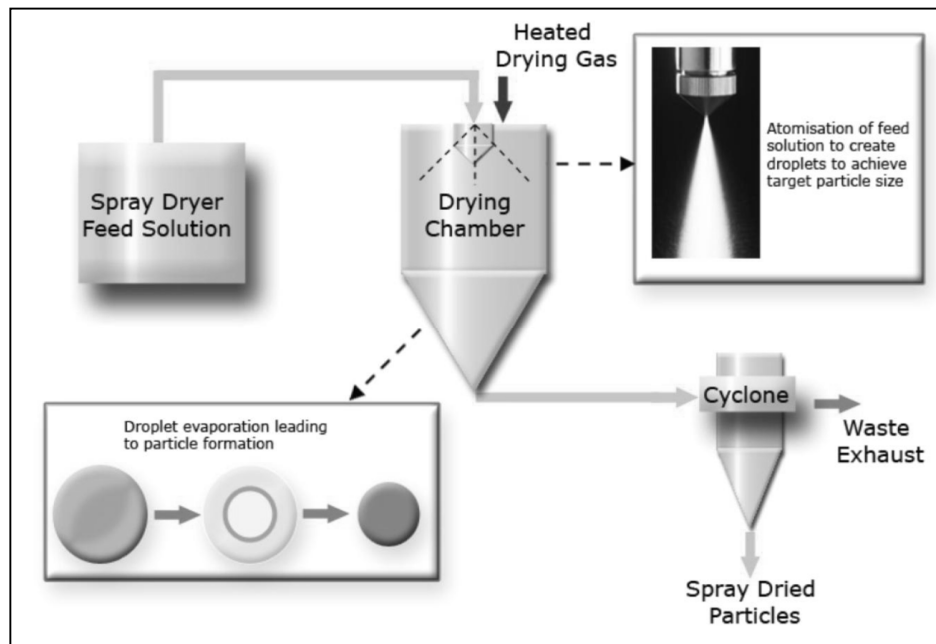 Heated
Drying Gas
Spray Dryer
Feed Solution
Drying
Chamber
Atomisation of feed
solution to create
droplets to achieve
target particle size
Cyclone
Waste
Exhaust
Droplet evaporation leading
to particle formation
Spray Dried
Particles